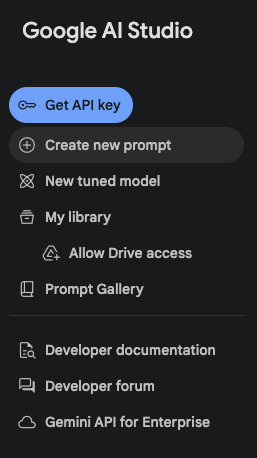 Google AI Studio
Get API key
Create new prompt
New tuned model
My library
Allow Drive access
Prompt Gallery
Developer documentation
Developer forum
Gemini API for Enterprise